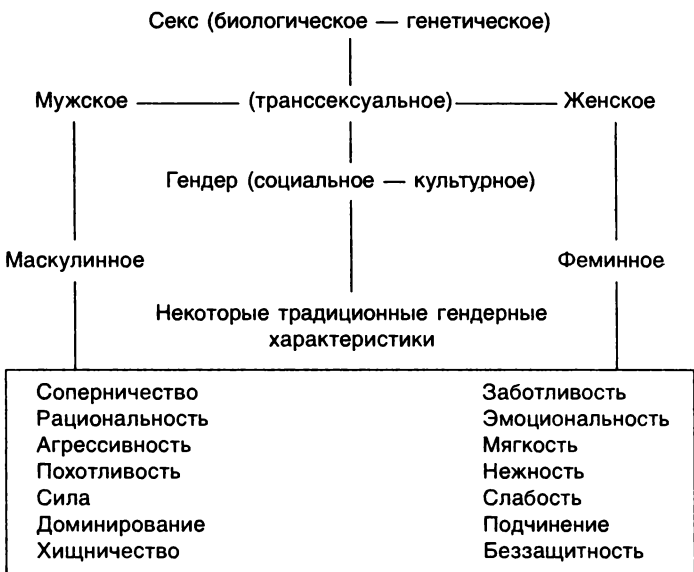 Секс (биологическое — генетическое)
Мужское (транссексуальное) Женское
Гендер (социальное — культурное)
Маскулинное Феминное
Некоторые традиционные гендерные
характеристики
Соперничество Заботливость
Рациональность Эмоциональность
Агрессивность Мягкость
Похотливость Нежность
Сила Слабость
Доминирование Подчинение
Хищничество Беззащитность